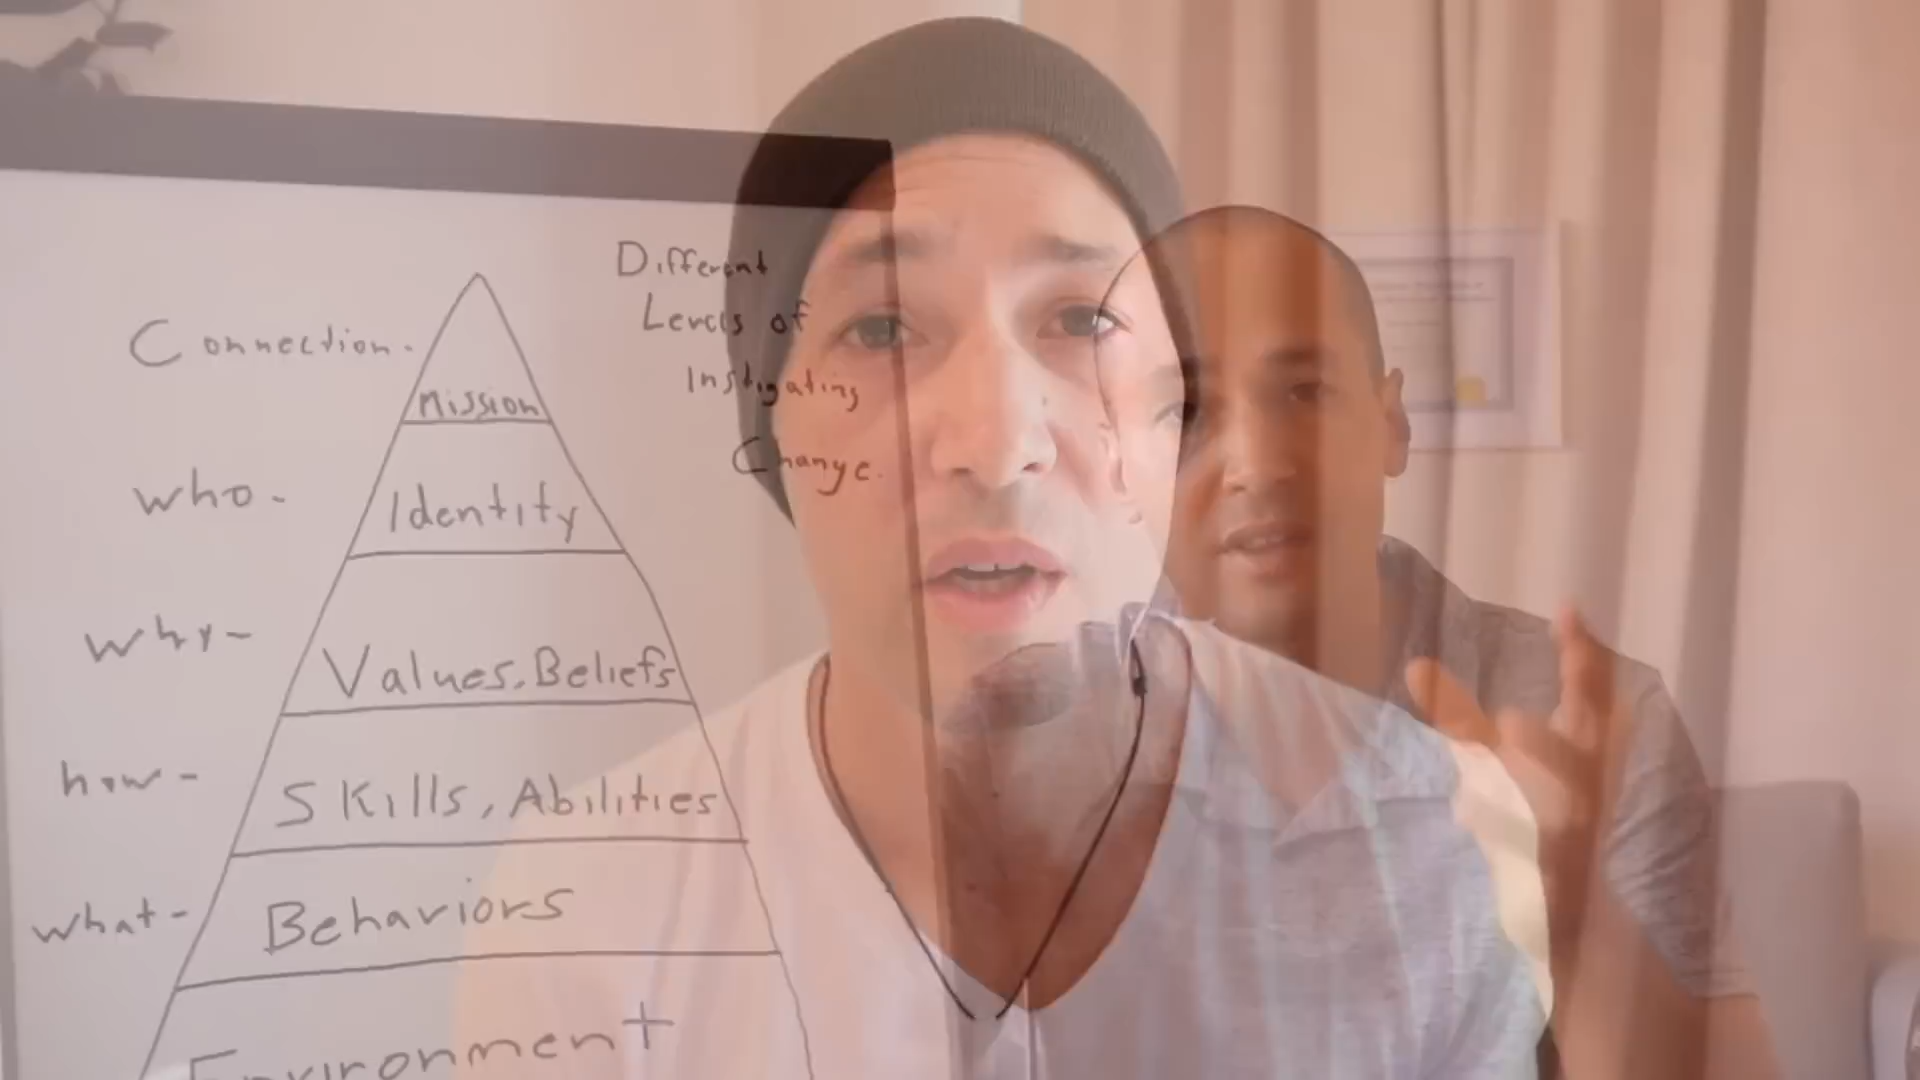 Different
Levels of
Instigating
Change.
Connection.
Mission
who-
Identity
why-
Values, Beliefs
how-
Skills, Abilities
what-
Behaviors
Environment